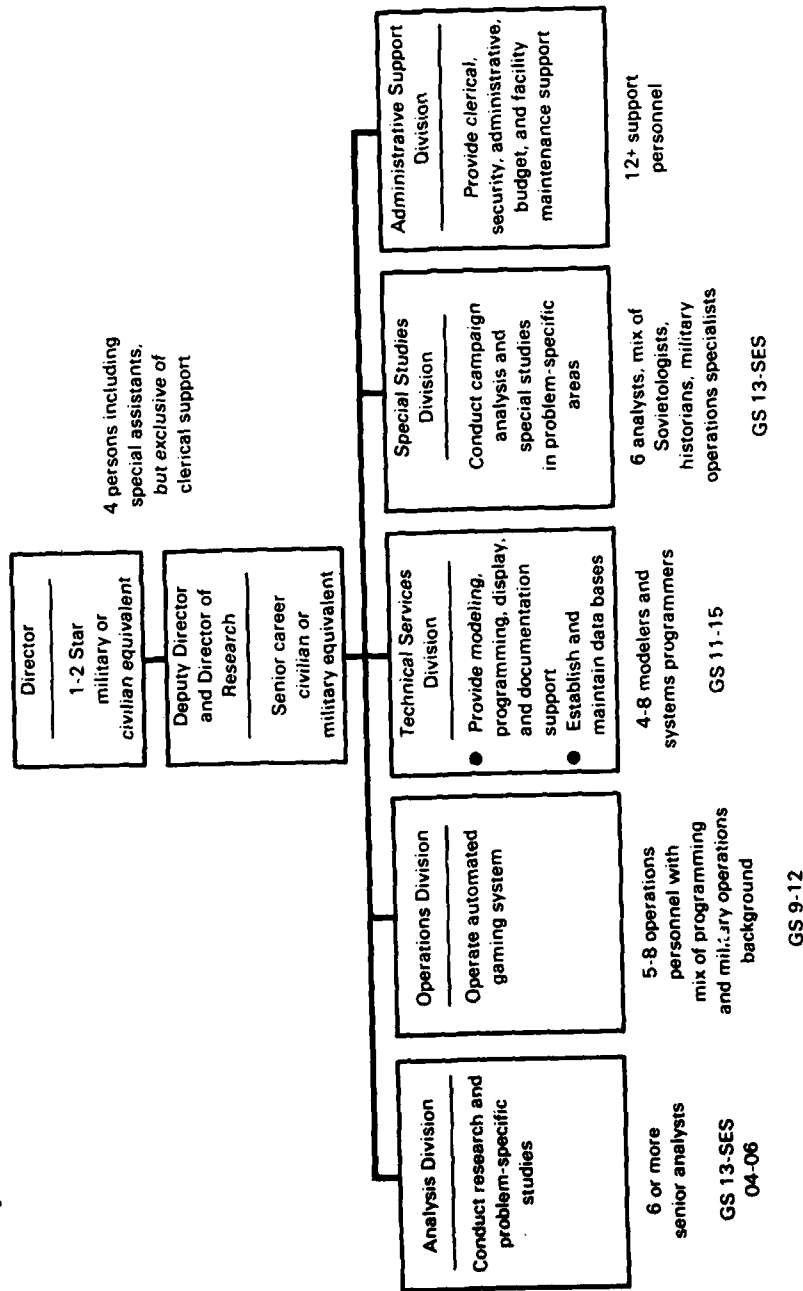 Director
1-2 Star
military or
civilian equivalent
4 persons including
special assistants,
but exclusive of
clerical support
Deputy Director
and Director of
Research
Senior career
civilian or
military equivalent
Analysis Division
Conduct research and
problem-specific
studies
6 or more
senior analysts
GS 13-SES
04-06
Operations Division
Operate automated
gaming system
5-8 operations
personnel with
mix of programming
and military operations
background
GS 9-12
Technical Services
Division
● Provide modeling,
programming, display,
and documentation
support
● Establish and
maintain data bases
4-8 modelers and
systems programmers
GS 11-15
Special Studies
Division
Conduct campaign
analysis and
special studies
in problem-specific
areas
6 analysts, mix of
Sovietologists,
historians, military
operations specialists
GS 13-SES
Administrative Support
Division
Provide clerical,
security, administrative,
budget, and facility
maintenance support
12+ support
personnel